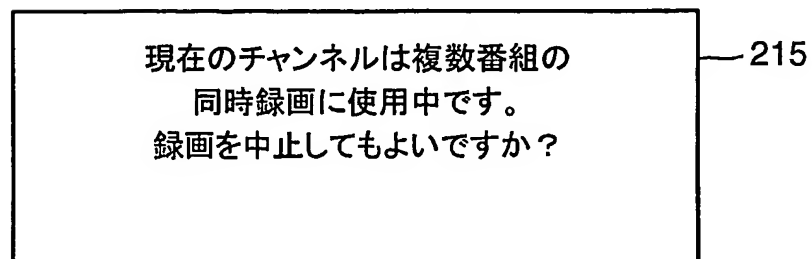 現在のチャンネルは複数番組の
同時録画に使用中です。
録画を中止してもよいですか?
215